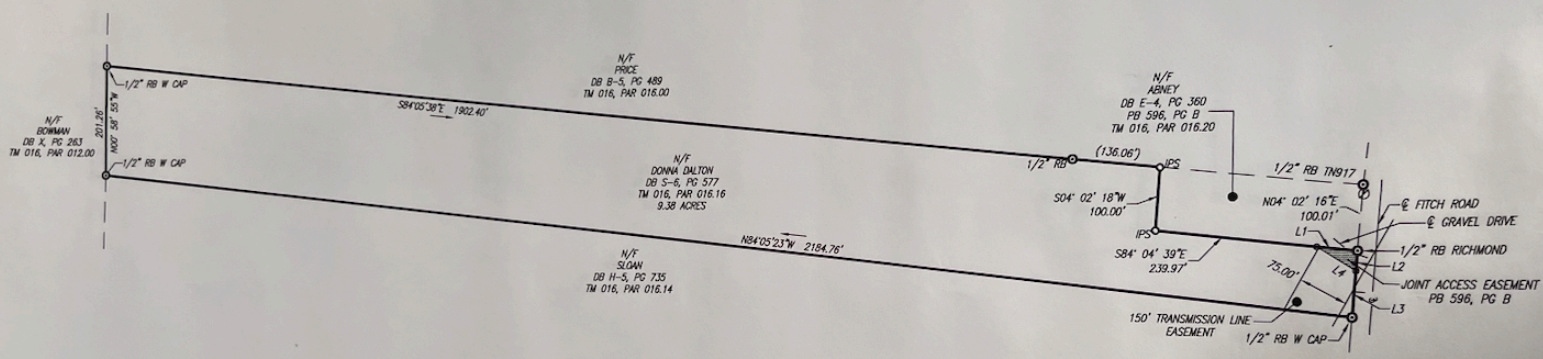 N/F
BOWMAN
DB X, PG 263
TM 016, PAR 012.00
1/2" RB W CAP
201.26'
N00° 58' 55"W
1/2" RB W CAP
N/F
PRICE
DB B-5, PG 489
TM 016, PAR 016.00
S84°05'38"E 1902.40'
N/F
DONNA DALTON
DB S-6, PG 577
TM 016, PAR 016.16
9.38 ACRES
N84°05'23"W 2184.76'
N/F
SLOAN
DB H-5, PG 735
TM 016, PAR 016.14
N/F
ABNEY
DB E-4, PG 360
PB 596, PG B
TM 016, PAR 016.20
1/2" RB
(136.06')
IPS
1/2" RB TN917
S04° 02' 18"W
100.00'
N04° 02' 16"E
100.01'
℄ FITCH ROAD
℄ GRAVEL DRIVE
IPS
L1
1/2" RB RICHMOND
S84° 04' 39"E
239.97'
75.00'
L4
L2
JOINT ACCESS EASEMENT
PB 596, PG B
L3
150' TRANSMISSION LINE
EASEMENT
1/2" RB W CAP